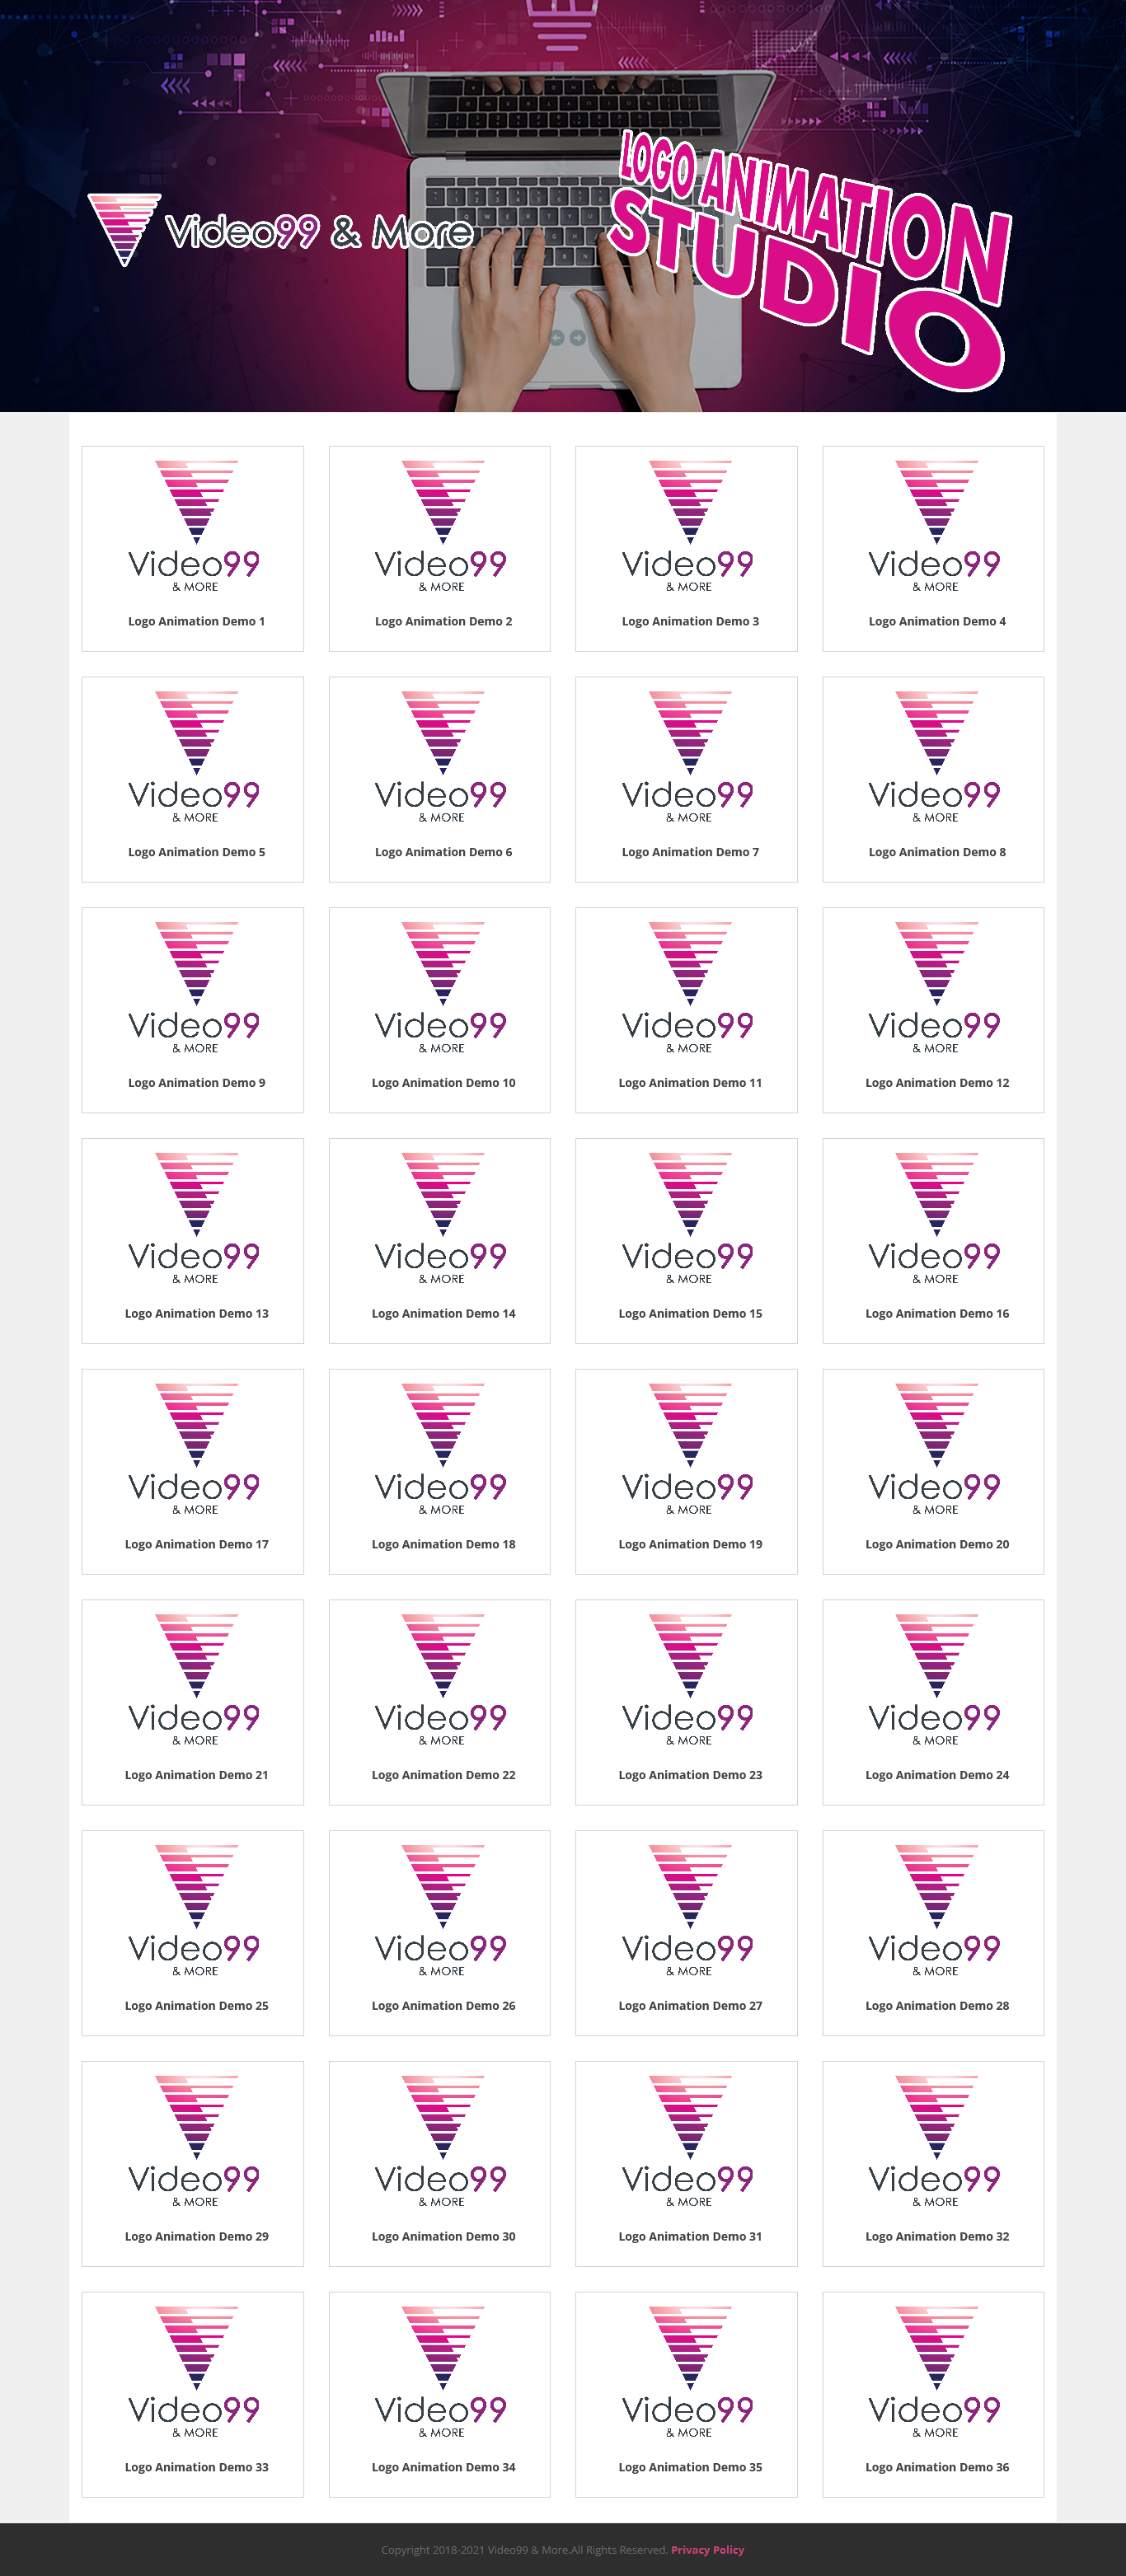 LOGO ANIMATION
STUDIO
Video99 & More
Video99 Video99 Video99 Video99
& MORE & MORE & MORE & MORE
Logo Animation Demo 1 Logo Animation Demo 2 Logo Animation Demo 3 Logo Animation Demo 4
Video99 Video99 Video99 Video99
& MORE & MORE & MORE & MORE
Logo Animation Demo 5 Logo Animation Demo 6 Logo Animation Demo 7 Logo Animation Demo 8
Video99 Video99 Video99 Video99
& MORE & MORE & MORE & MORE
Logo Animation Demo 9 Logo Animation Demo 10 Logo Animation Demo 11 Logo Animation Demo 12
Video99 Video99 Video99 Video99
& MORE & MORE & MORE & MORE
Logo Animation Demo 13 Logo Animation Demo 14 Logo Animation Demo 15 Logo Animation Demo 16
Video99 Video99 Video99 Video99
& MORE & MORE & MORE & MORE
Logo Animation Demo 17 Logo Animation Demo 18 Logo Animation Demo 19 Logo Animation Demo 20
Video99 Video99 Video99 Video99
& MORE & MORE & MORE & MORE
Logo Animation Demo 21 Logo Animation Demo 22 Logo Animation Demo 23 Logo Animation Demo 24
Video99 Video99 Video99 Video99
& MORE & MORE & MORE & MORE
Logo Animation Demo 25 Logo Animation Demo 26 Logo Animation Demo 27 Logo Animation Demo 28
Video99 Video99 Video99 Video99
& MORE & MORE & MORE & MORE
Logo Animation Demo 29 Logo Animation Demo 30 Logo Animation Demo 31 Logo Animation Demo 32
Video99 Video99 Video99 Video99
& MORE & MORE & MORE & MORE
Logo Animation Demo 33 Logo Animation Demo 34 Logo Animation Demo 35 Logo Animation Demo 36
Copyright 2018-2021 Video99 & More.All Rights Reserved. Privacy Policy